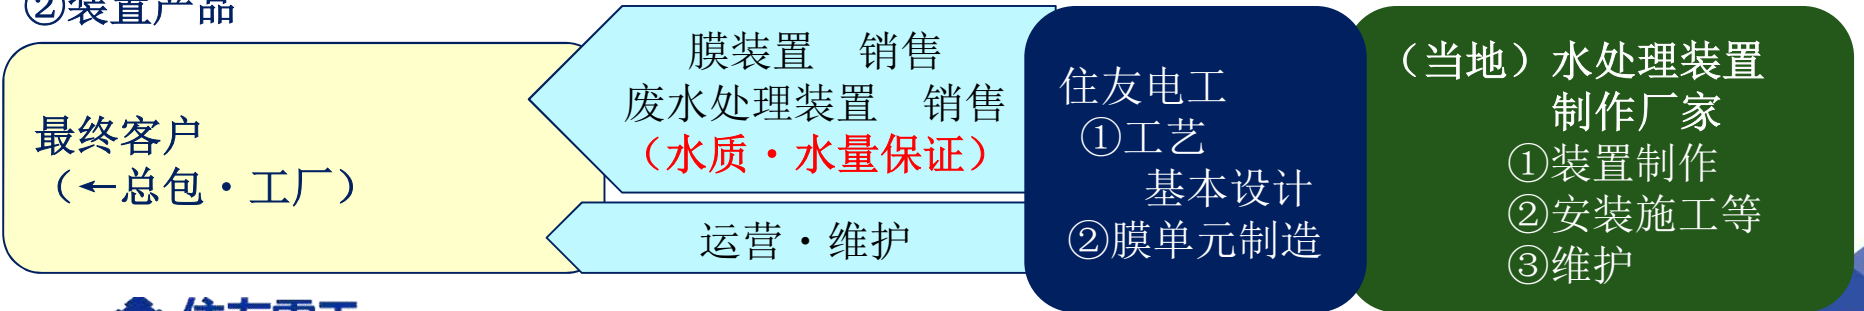 ②装置产品
最终客户
（←总包・工厂）
膜装置　销售
废水处理装置　销售
（水质・水量保证）
运营・维护
住友电工
①工艺
基本设计
②膜单元制造
（当地）水处理装置
制作厂家
①装置制作
②安装施工等
③维护
住友电工